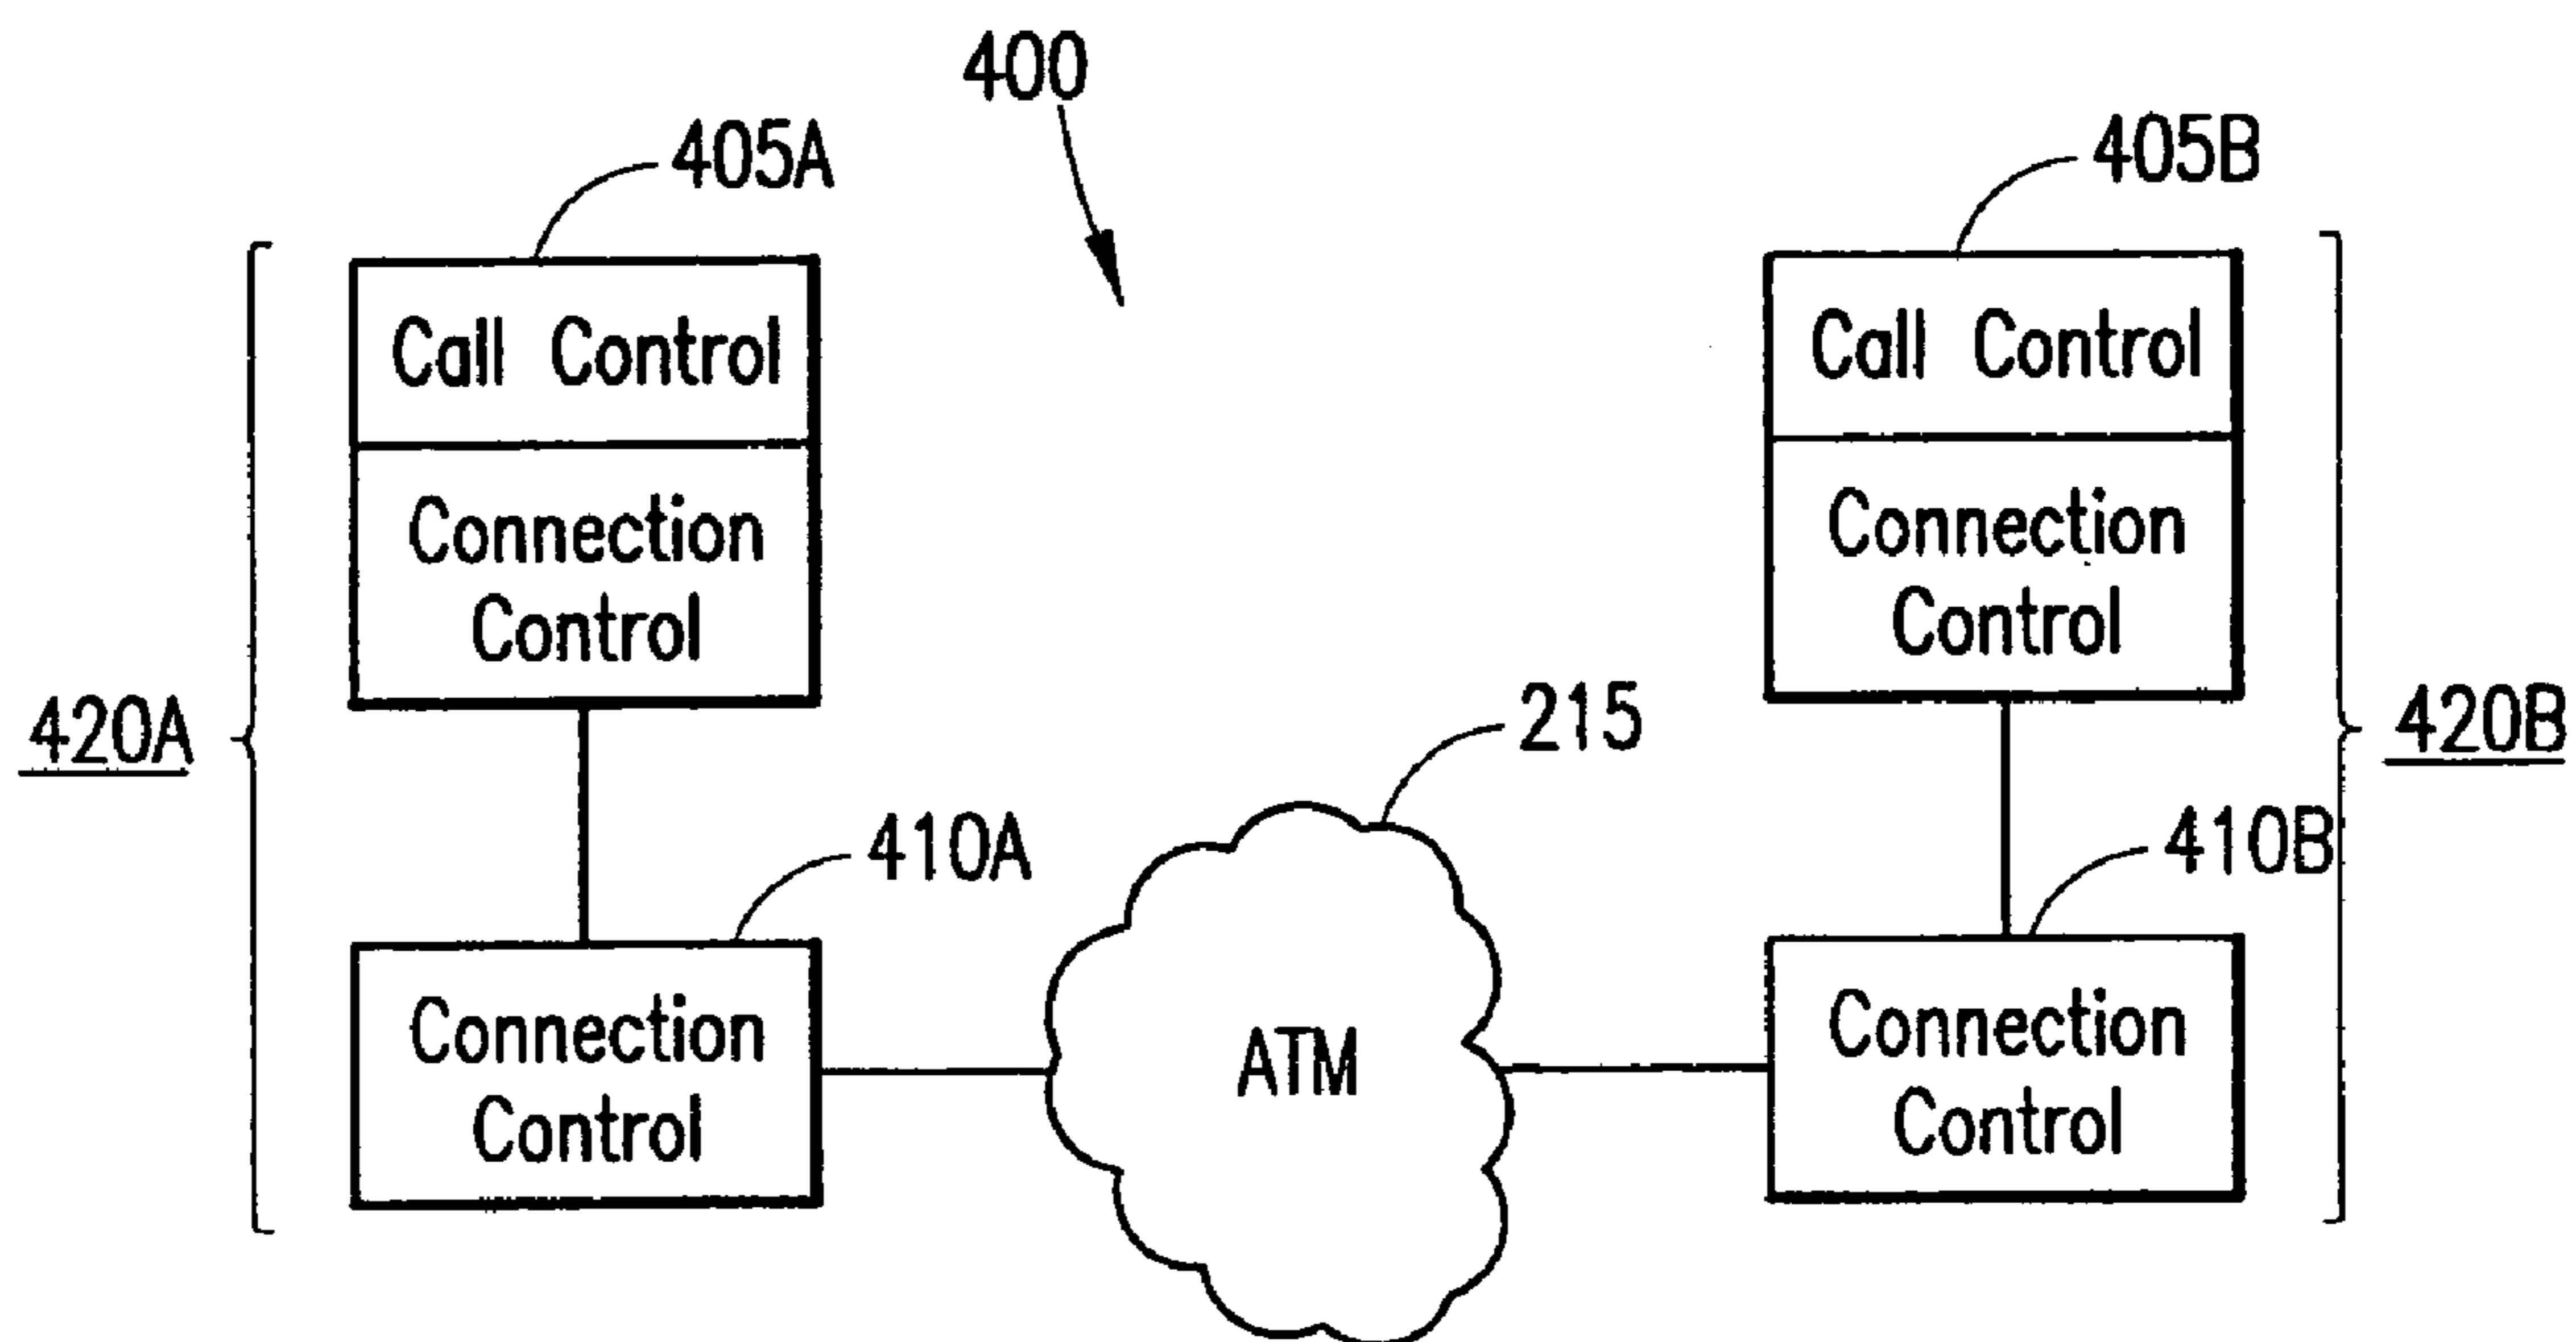 400
405A
405B
Call Control
Call Control
Connection
Control
Connection
Control
420A
215
420B
410A
410B
Connection
Control
ATM
Connection
Control